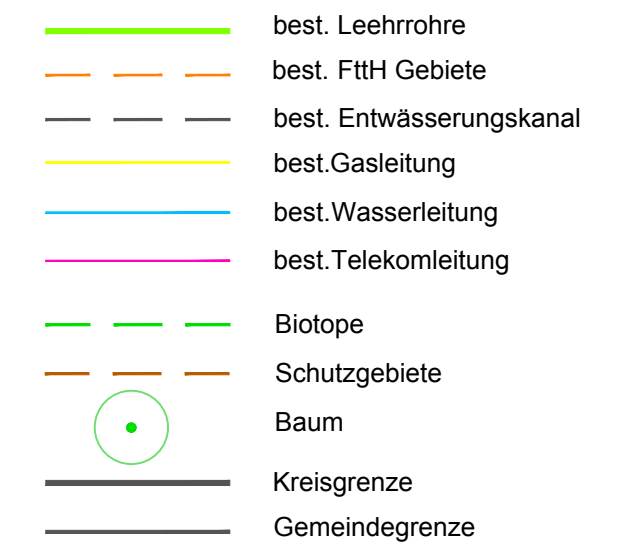 best. Leehrrohre
best. FttH Gebiete
best. Entwässerungskanal
best.Gasleitung
best.Wasserleitung
best.Telekomleitung
Biotope
Schutzgebiete
Baum
Kreisgrenze
Gemeindegrenze